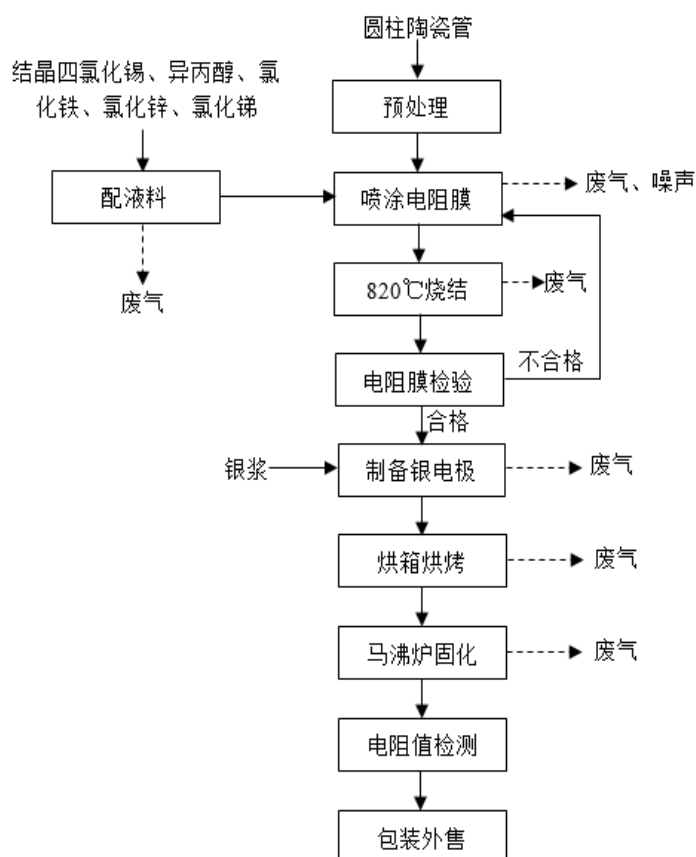 圆柱陶瓷管
结晶四氯化锡、异丙醇、氯
化铁、氯化锌、氯化锑
预处理
配液料
喷涂电阻膜
废气、噪声
废气
820℃烧结
废气
电阻膜检验
不合格
合格
银浆
制备银电极
废气
烘箱烘烤
废气
马沸炉固化
废气
电阻值检测
包装外售